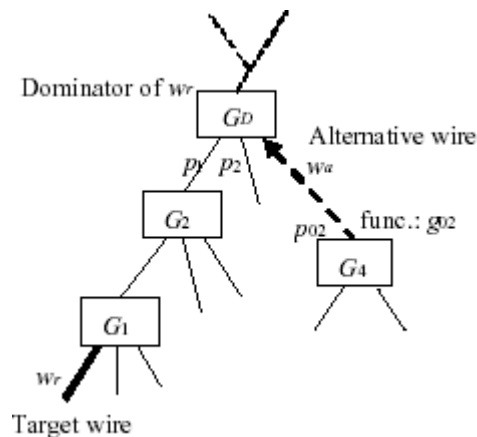 Dominator of wr
GD
Alternative wire
p1 p2
wa
G2
p02
func.: g02
G4
G1
wr
Target wire